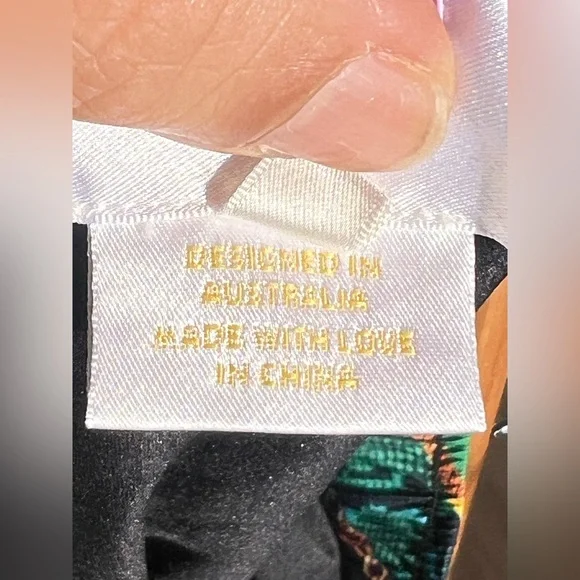 DESIGNED IN
AUSTRALIA
MADE WITH LOVE
IN CHINA